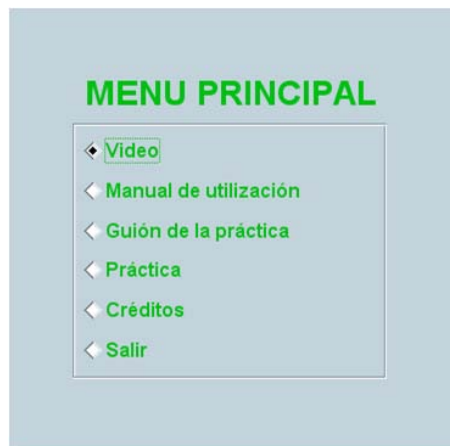 MENU PRINCIPAL
Video
Manual de utilización
Guión de la práctica
Práctica
Créditos
Salir